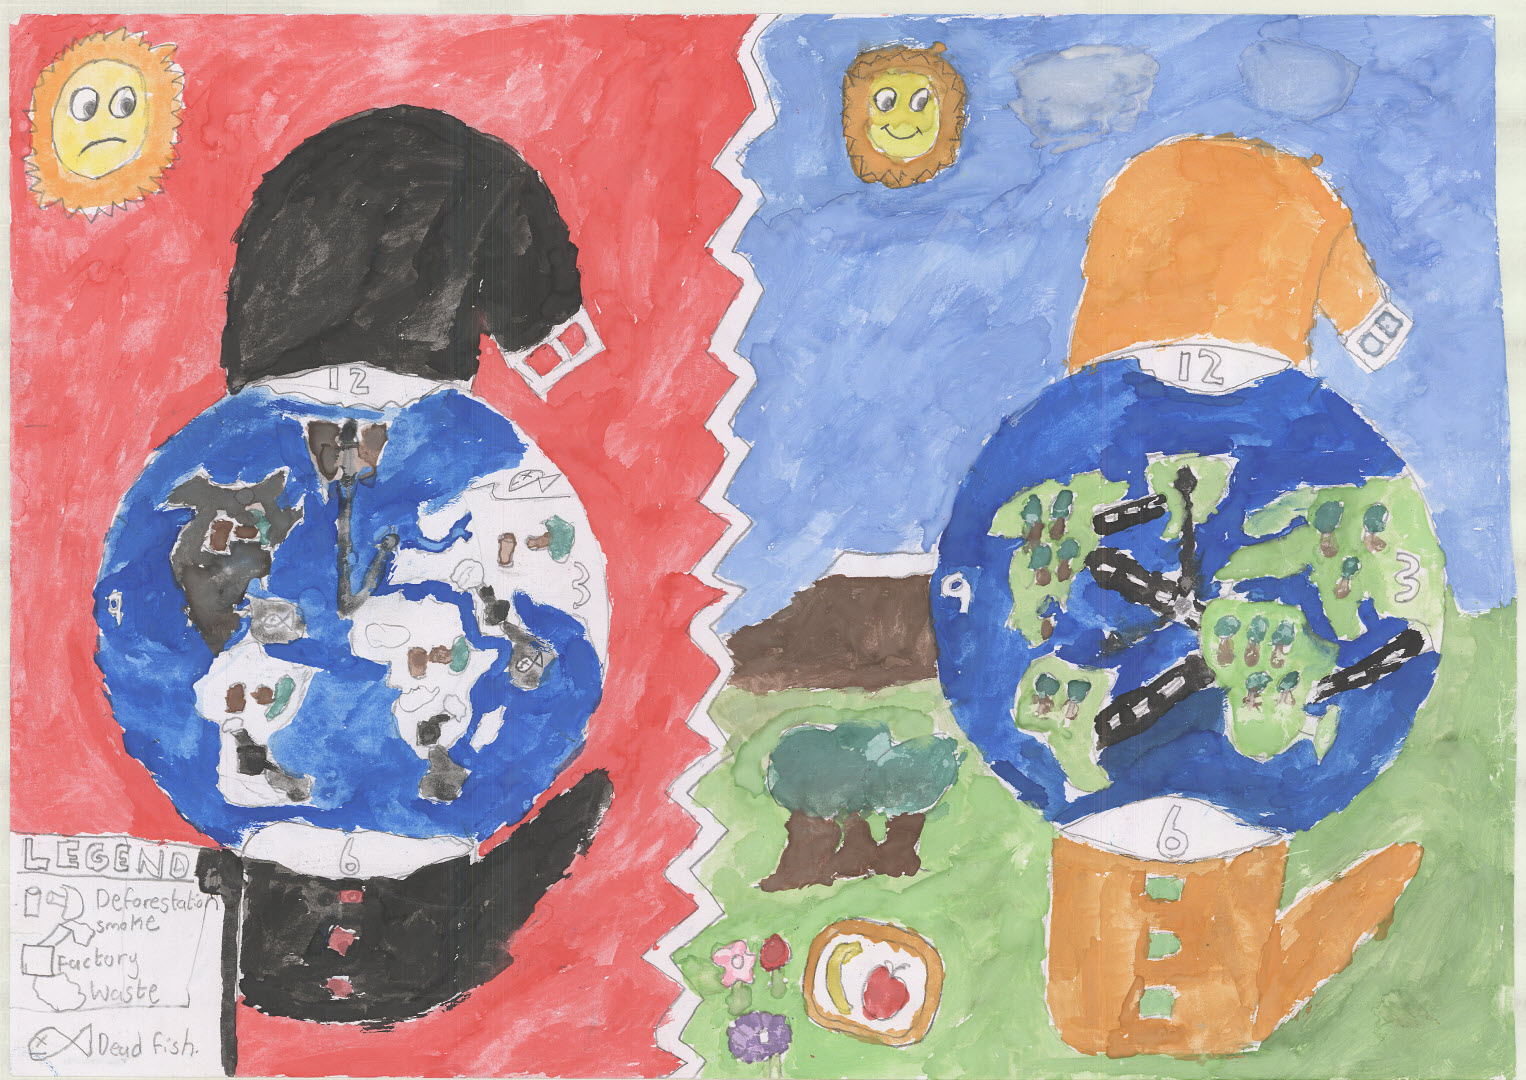 12
9
3
6
LEGEND
Deforestation
smoke
Factory
Waste
Dead fish.
12
9
3
6